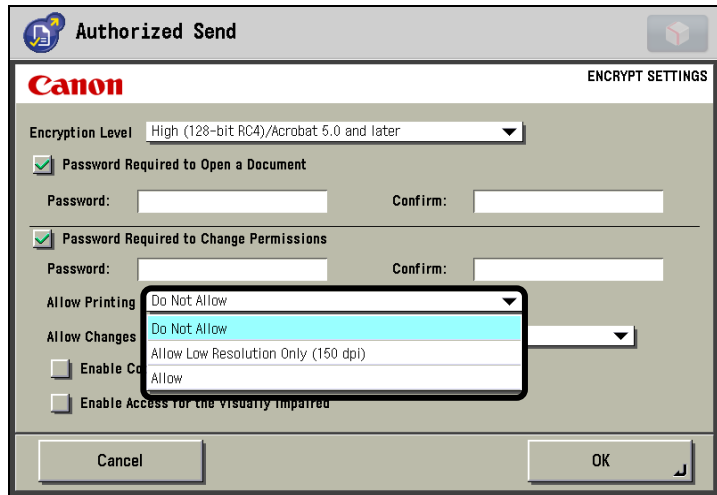 Authorized Send
Canon
ENCRYPT SETTINGS
Encryption Level High (128-bit RC4)/Acrobat 5.0 and later
Password Required to Open a Document
Password: Confirm:
Password Required to Change Permissions
Password: Confirm:
Allow Printing Do Not Allow
Do Not Allow
Allow Changes
Allow Low Resolution Only (150 dpi)
Enable
Allow
Enable Access for the Visually Impaired
Cancel OK